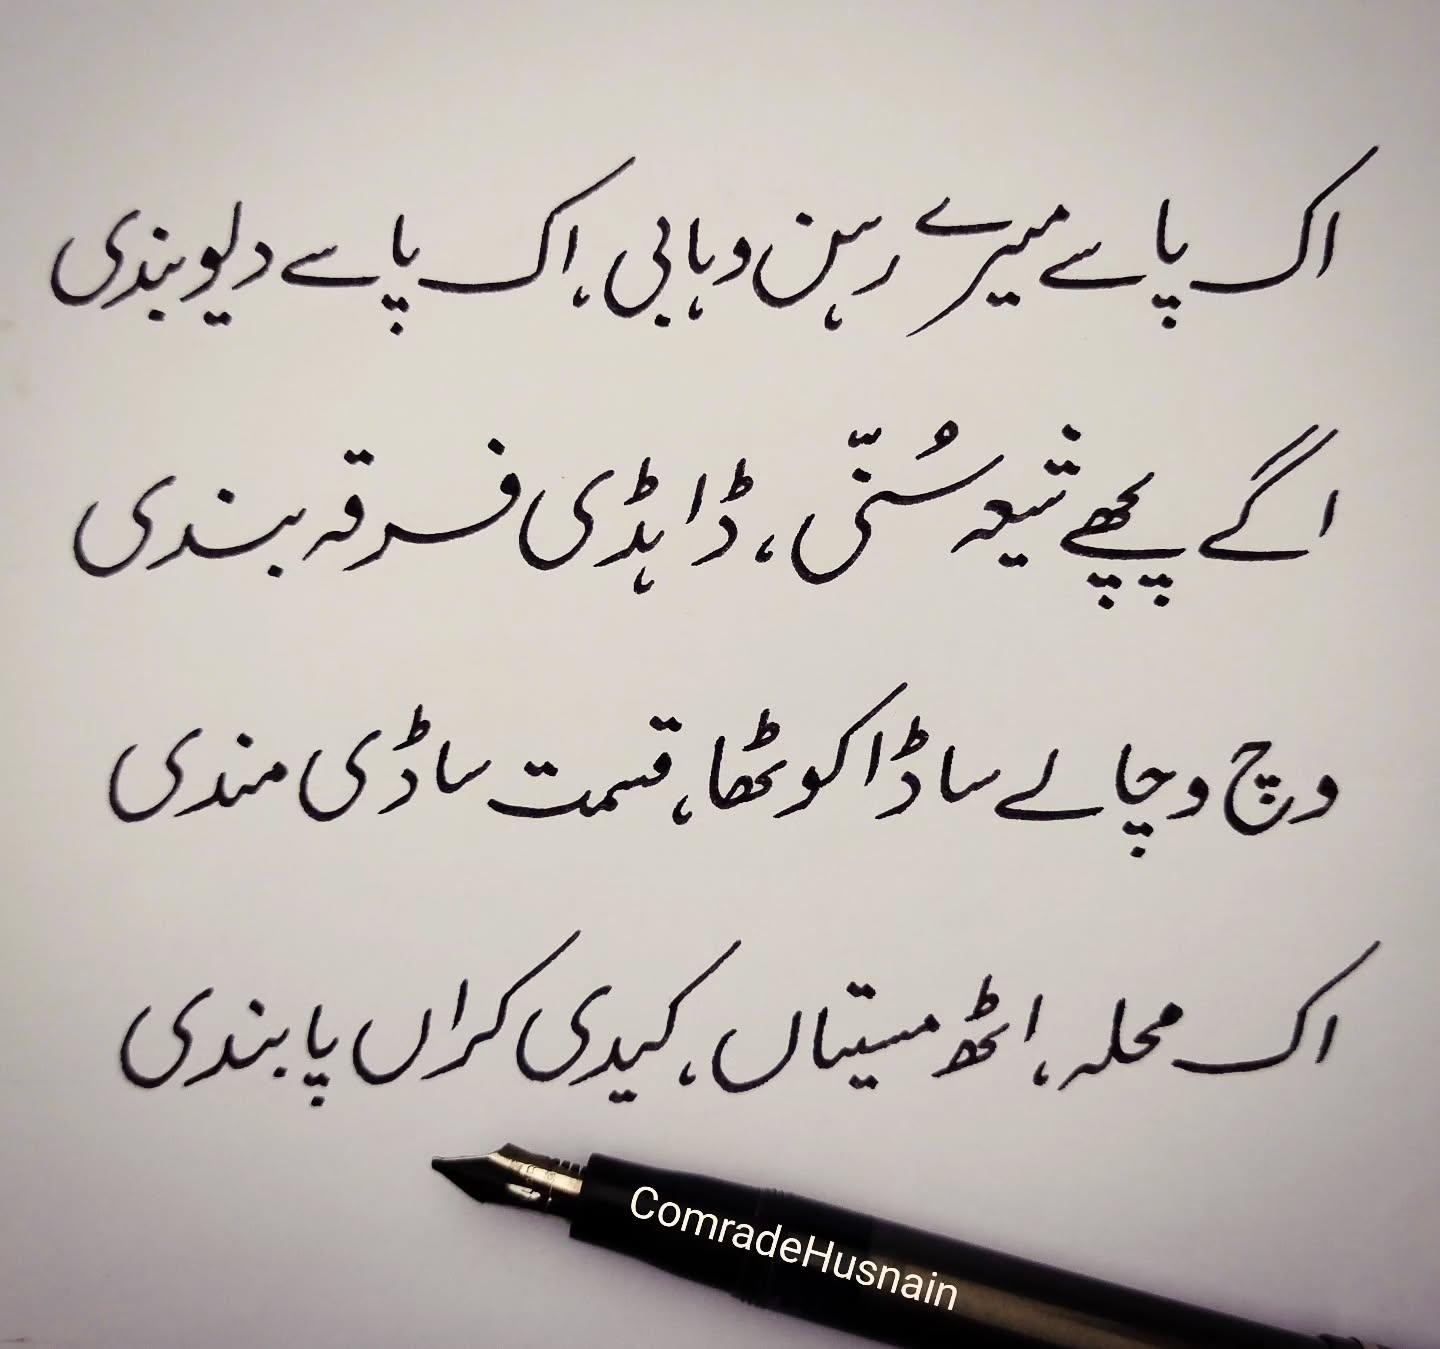 اک پاسے میرے رہن وہابی، اک پاسے دیوبندی
اگے پچھے شیعہ سُنّی، ڈاہڈی فرقہ بندی
وچ وچالے ساڈا کوٹھا، قسمت ساڈی مندی
اک محلہ، اٹھ مسیتاں، کیدی کراں پابندی
ComradeHusnain